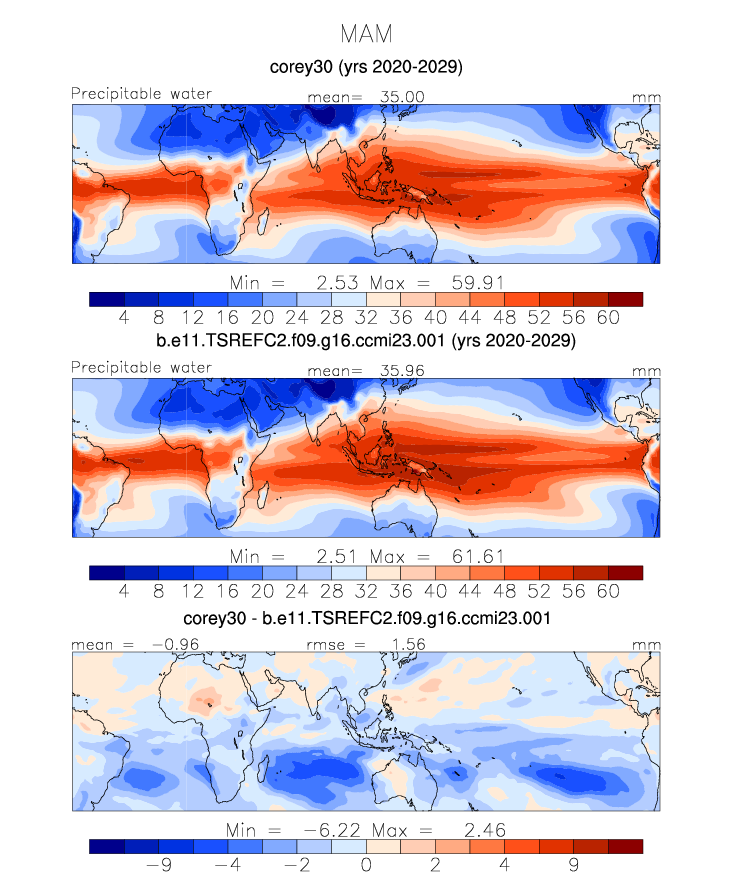 MAM
corey30 (yrs 2020-2029)
Precipitable water mean= 35.00 mm
Min = 2.53 Max = 59.91
4 8 12 16 20 24 28 32 36 40 44 48 52 56 60
b.e11.TSREFC2.f09.g16.ccmi23.001 (yrs 2020-2029)
Precipitable water mean= 35.96 mm
Min = 2.51 Max = 61.61
4 8 12 16 20 24 28 32 36 40 44 48 52 56 60
corey30 - b.e11.TSREFC2.f09.g16.ccmi23.001
mean = -0.96 rmse = 1.56 mm
Min = -6.22 Max = 2.46
-9 -4 -2 0 2 4 9